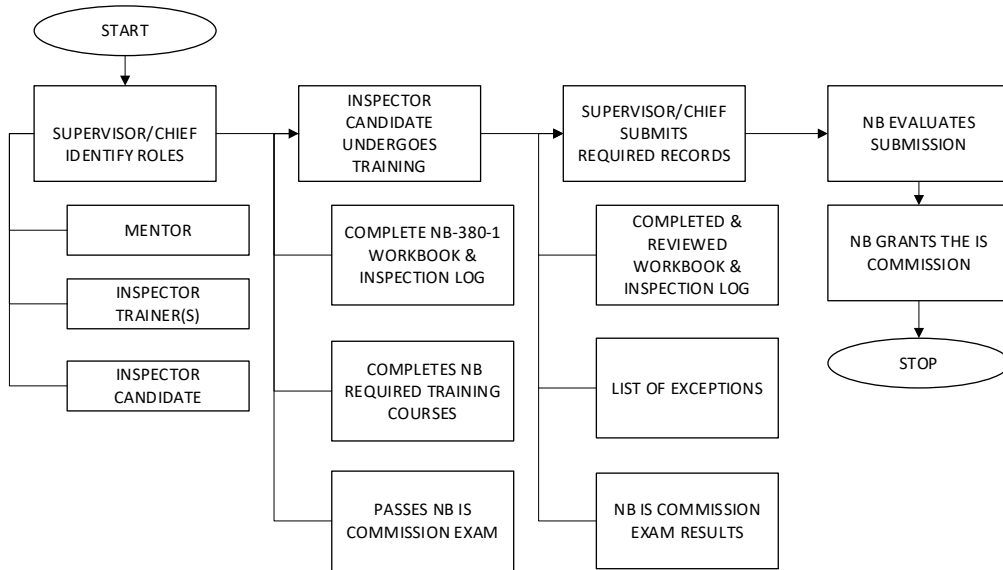 START
SUPERVISOR/CHIEF
IDENTIFY ROLES
MENTOR
INSPECTOR
TRAINER(S)
INSPECTOR
CANDIDATE
INSPECTOR
CANDIDATE
UNDERGOES
TRAINING
COMPLETE NB-380-1
WORKBOOK &
INSPECTION LOG
COMPLETES NB
REQUIRED TRAINING
COURSES
PASSES NB IS
COMMISSION EXAM
SUPERVISOR/CHIEF
SUBMITS
REQUIRED RECORDS
COMPLETED &
REVIEWED
WORKBOOK &
INSPECTION LOG
LIST OF EXCEPTIONS
NB IS COMMISSION
EXAM RESULTS
NB EVALUATES
SUBMISSION
NB GRANTS THE IS
COMMISSION
STOP